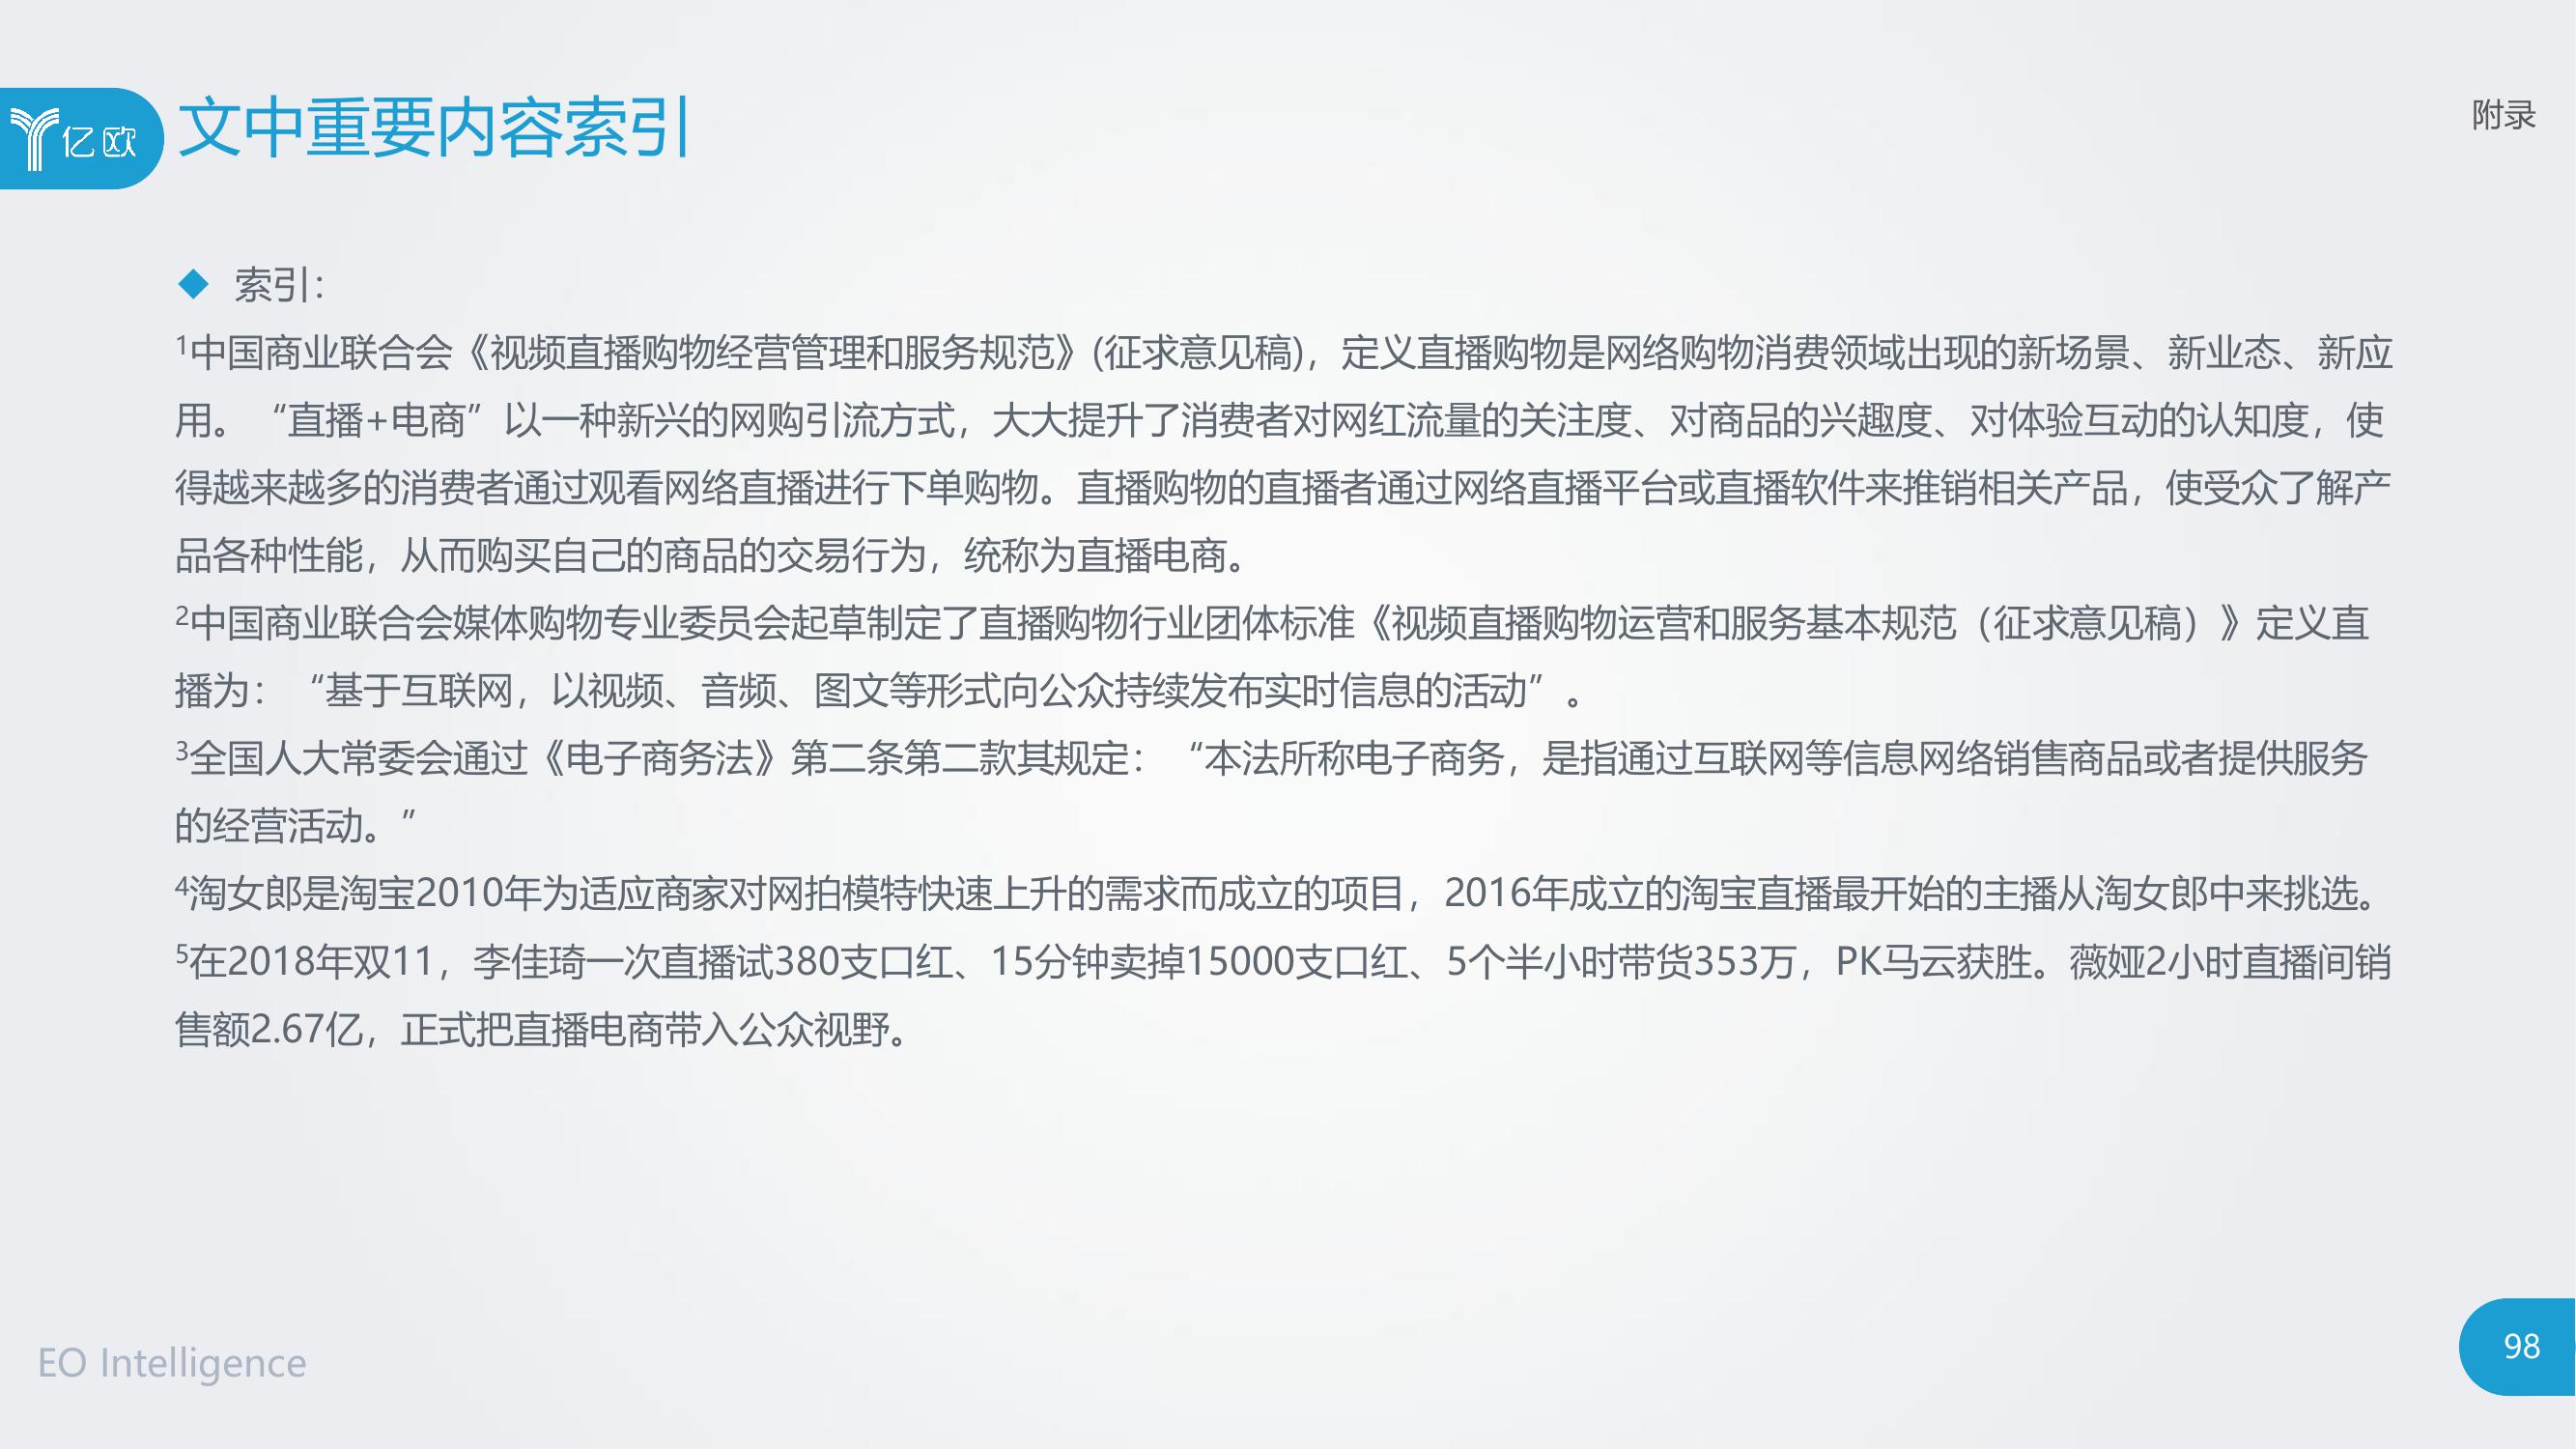 亿欧
文中重要内容索引
附录
◆ 索引：
¹中国商业联合会《视频直播购物经营管理和服务规范》(征求意见稿)，定义直播购物是网络购物消费领域出现的新场景、新业态、新应
用。“直播+电商”以一种新兴的网购引流方式，大大提升了消费者对网红流量的关注度、对商品的兴趣度、对体验互动的认知度，使
得越来越多的消费者通过观看网络直播进行下单购物。直播购物的直播者通过网络直播平台或直播软件来推销相关产品，使受众了解产
品各种性能，从而购买自己的商品的交易行为，统称为直播电商。
²中国商业联合会媒体购物专业委员会起草制定了直播购物行业团体标准《视频直播购物运营和服务基本规范（征求意见稿）》定义直
播为：“基于互联网，以视频、音频、图文等形式向公众持续发布实时信息的活动”。
³全国人大常委会通过《电子商务法》第二条第二款其规定：“本法所称电子商务，是指通过互联网等信息网络销售商品或者提供服务
的经营活动。”
⁴淘女郎是淘宝2010年为适应商家对网拍模特快速上升的需求而成立的项目，2016年成立的淘宝直播最开始的主播从淘女郎中来挑选。
⁵在2018年双11，李佳琦一次直播试380支口红、15分钟卖掉15000支口红、5个半小时带货353万，PK马云获胜。薇娅2小时直播间销
售额2.67亿，正式把直播电商带入公众视野。
EO Intelligence
98